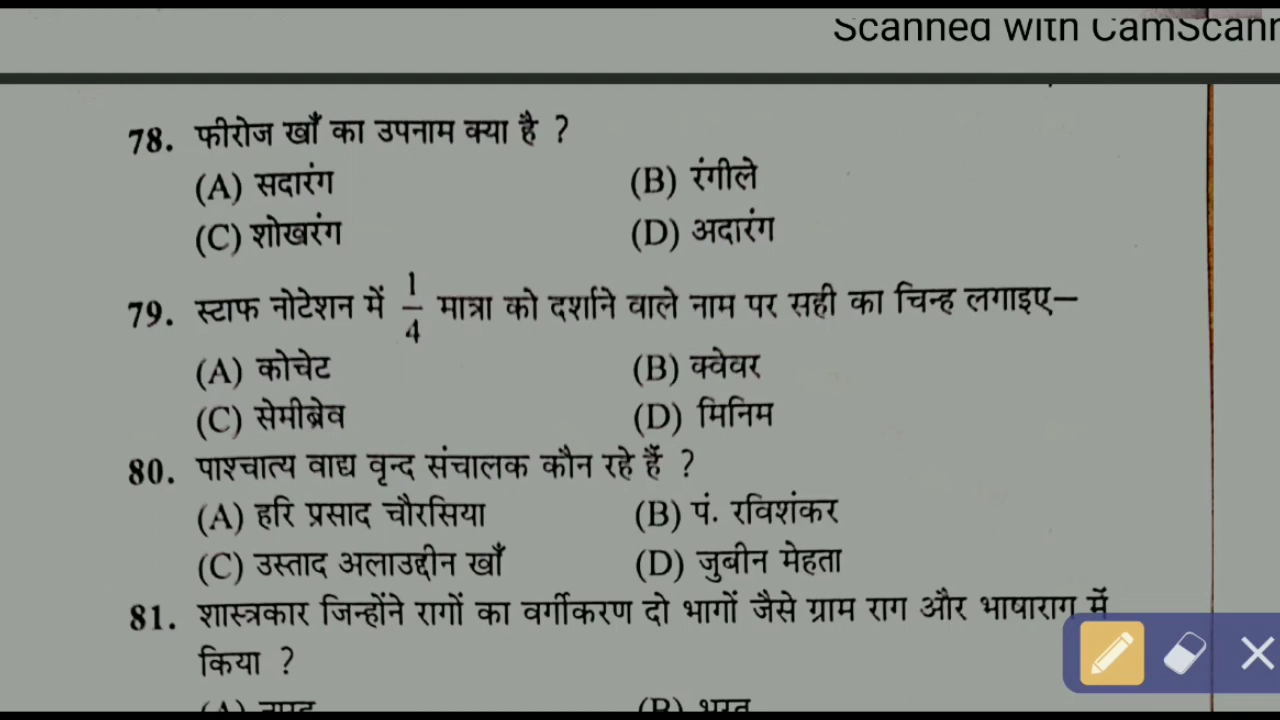 Scanned with CamScann
78. फीरोज खाँ का उपनाम क्या है ?
(A) सदारंग (B) रंगीले
(C) शोखरंग (D) अदारंग
79. स्टाफ नोटेशन में 1/4 मात्रा को दर्शाने वाले नाम पर सही का चिन्ह लगाइए–
(A) कोचेट (B) क्वेवर
(C) सेमीब्रेव (D) मिनिम
80. पाश्चात्य वाद्य वृन्द संचालक कौन रहे हैं ?
(A) हरि प्रसाद चौरसिया (B) पं. रविशंकर
(C) उस्ताद अलाउद्दीन खाँ (D) जुबीन मेहता
81. शास्त्रकार जिन्होंने रागों का वर्गीकरण दो भागों जैसे ग्राम राग और भाषाराग में
किया ?
(A) (B) भरत